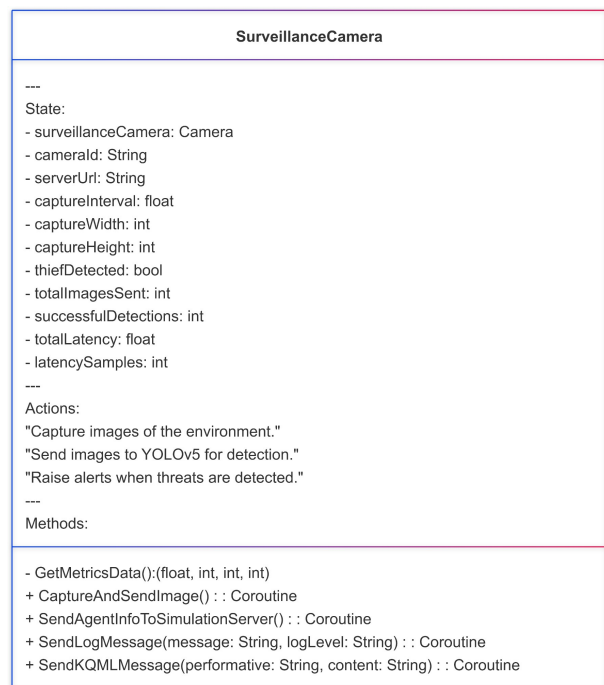 SurveillanceCamera
---
State:
- surveillanceCamera: Camera
- cameraId: String
- serverUrl: String
- captureInterval: float
- captureWidth: int
- captureHeight: int
- thiefDetected: bool
- totalImagesSent: int
- successfulDetections: int
- totalLatency: float
- latencySamples: int
---
Actions:
"Capture images of the environment."
"Send images to YOLOv5 for detection."
"Raise alerts when threats are detected."
---
Methods:
- GetMetricsData():(float, int, int, int)
+ CaptureAndSendImage() : : Coroutine
+ SendAgentInfoToSimulationServer() : : Coroutine
+ SendLogMessage(message: String, logLevel: String) : : Coroutine
+ SendKQMLMessage(performative: String, content: String) : : Coroutine